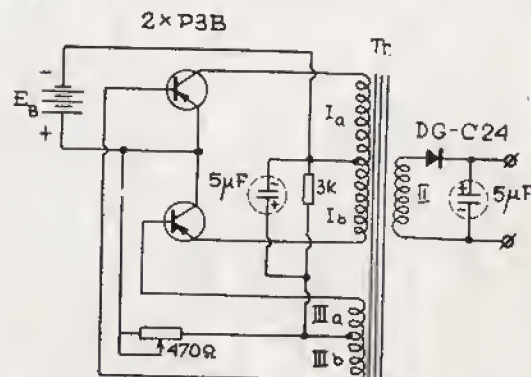 2×P3B
Tr.
-
E_B
+
I_a
DG-C24
5μF
-
+
3k
I_b
II
+
-
5μF
III_a
470Ω
III_b